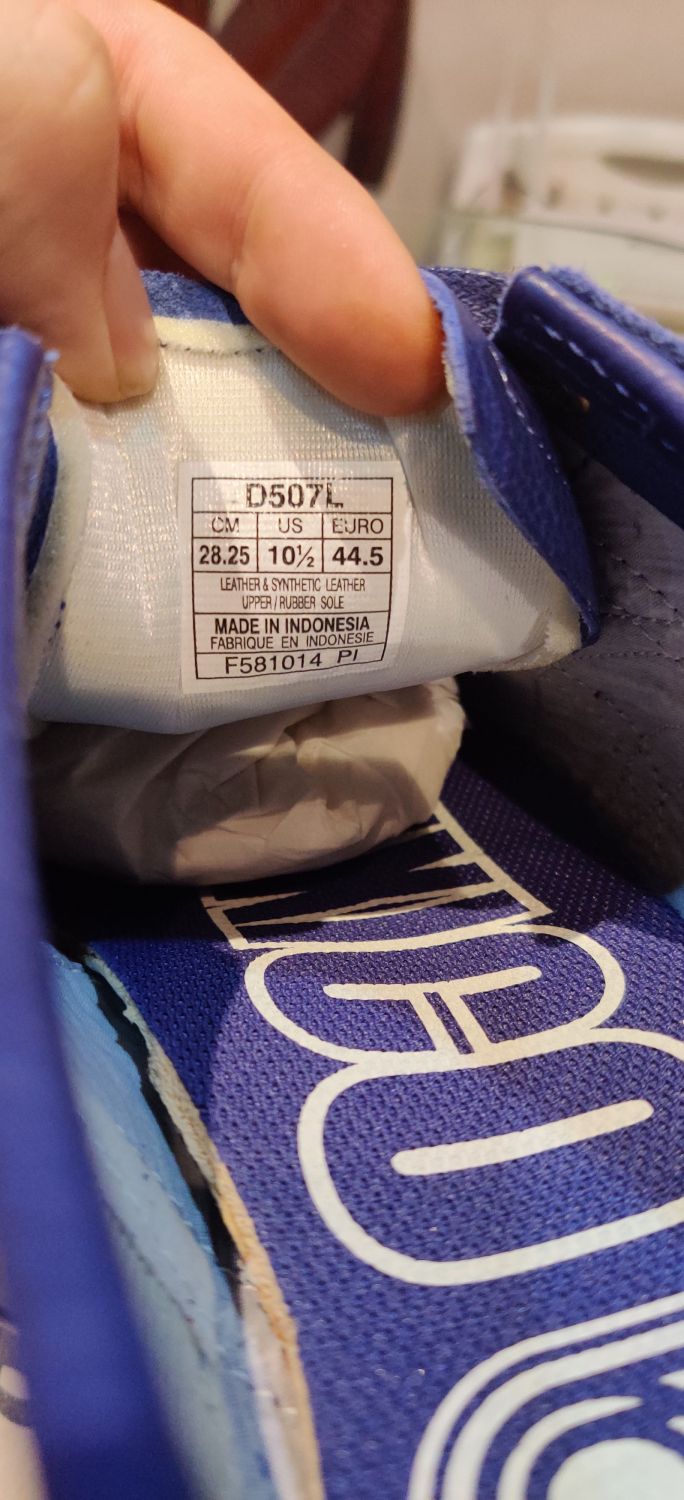 D507L
CM US EURO
28.25 10½ 44.5
LEATHER & SYNTHETIC LEATHER
UPPER / RUBBER SOLE
MADE IN INDONESIA
FABRIQUE EN INDONESIE
F581014 PI